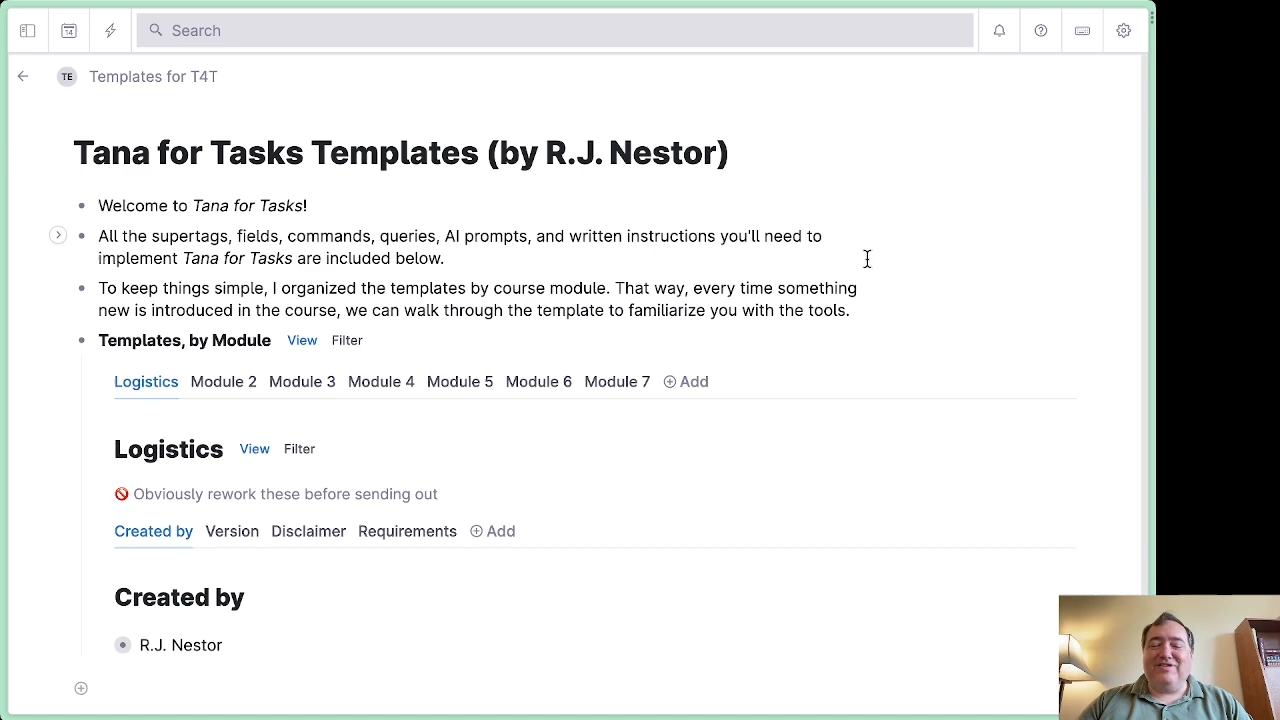 14
Search
TE Templates for T4T
Tana for Tasks Templates (by R.J. Nestor)
Welcome to Tana for Tasks!
All the supertags, fields, commands, queries, AI prompts, and written instructions you'll need to
implement Tana for Tasks are included below.
To keep things simple, I organized the templates by course module. That way, every time something
new is introduced in the course, we can walk through the template to familiarize you with the tools.
Templates, by Module View Filter
Logistics Module 2 Module 3 Module 4 Module 5 Module 6 Module 7 Add
Logistics View Filter
Obviously rework these before sending out
Created by Version Disclaimer Requirements Add
Created by
R.J. Nestor